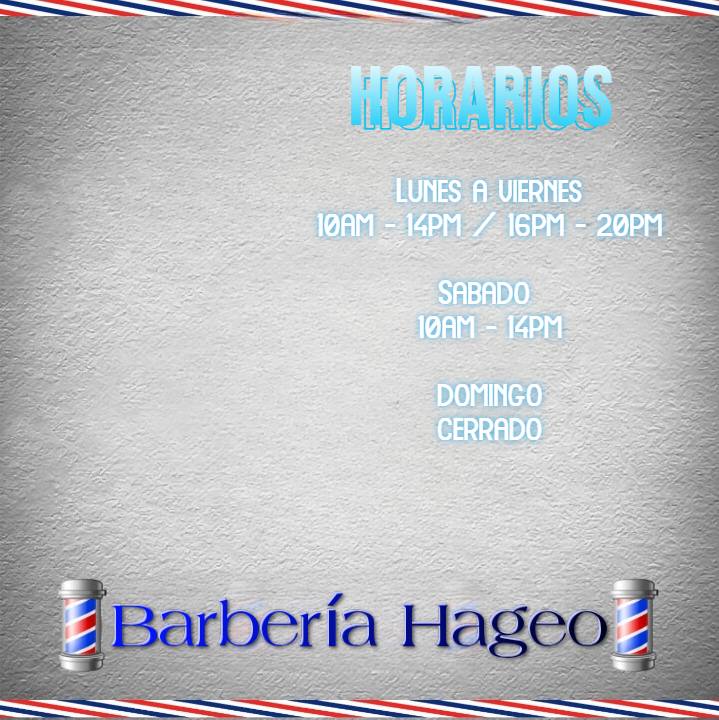 HORARIOS
LUNES A VIERNES
10AM - 14PM / 16PM - 20PM
SABADO
10AM - 14PM
DOMINGO
CERRADO
Barbería Hageo